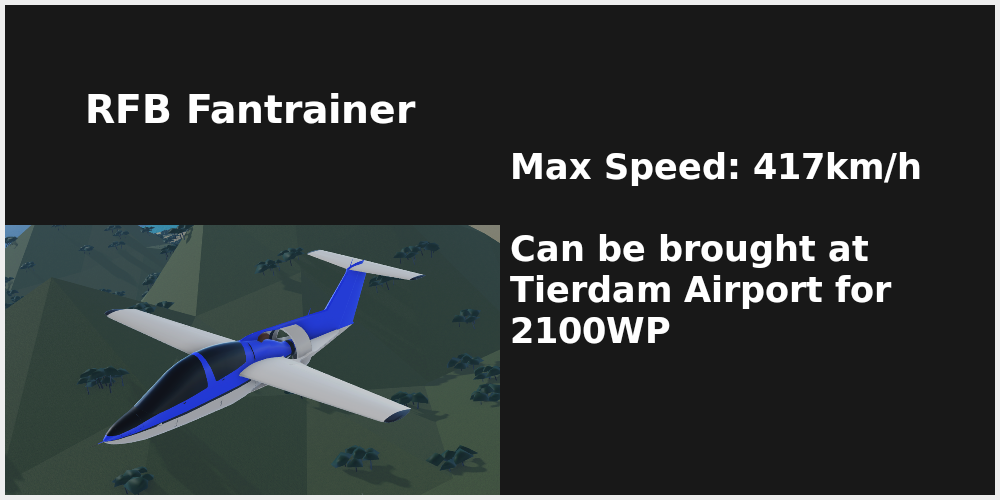 RFB Fantrainer
Max Speed: 417km/h
Can be brought at
Tierdam Airport for
2100WP